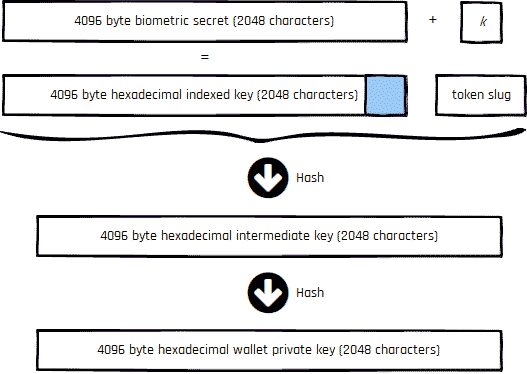 4096 byte biometric secret (2048 characters) + k
=
4096 byte hexadecimal indexed key (2048 characters) token slug
Hash
4096 byte hexadecimal intermediate key (2048 characters)
Hash
4096 byte hexadecimal wallet private key (2048 characters)